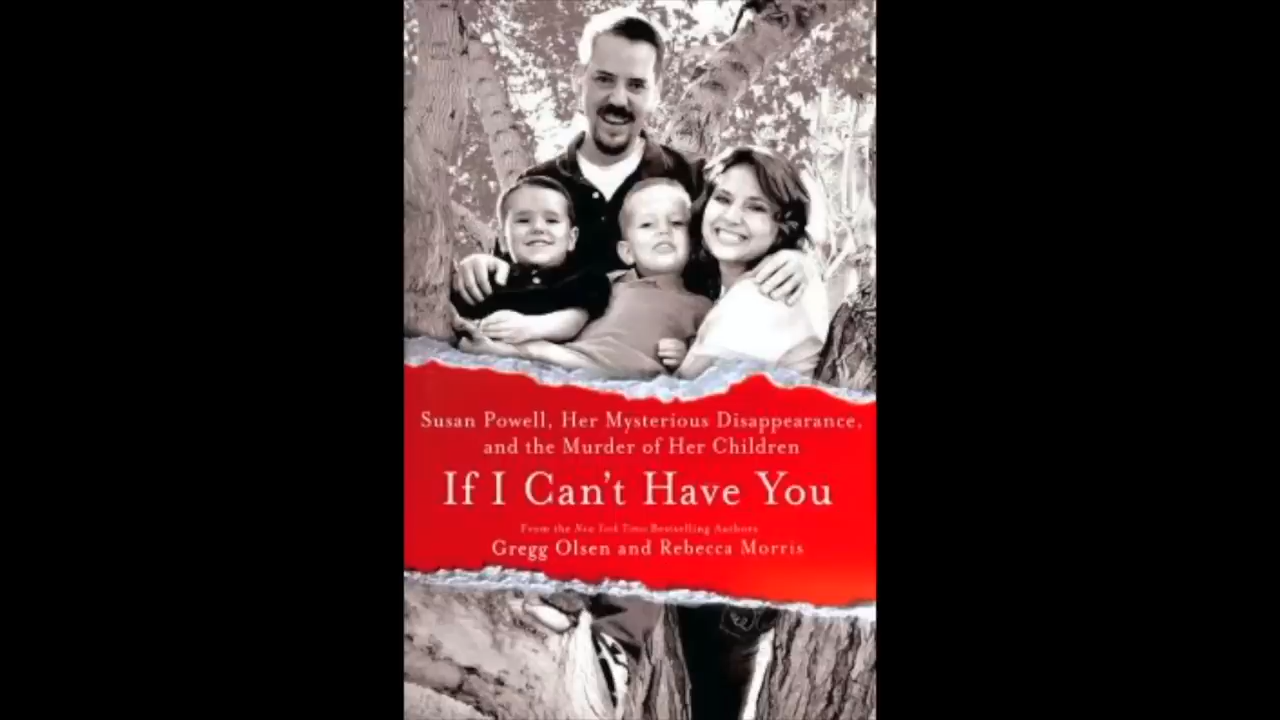 Susan Powell, Her Mysterious Disappearance,
and the Murder of Her Children
If I Can't Have You
From the New York Times Bestselling Authors
Gregg Olsen and Rebecca Morris